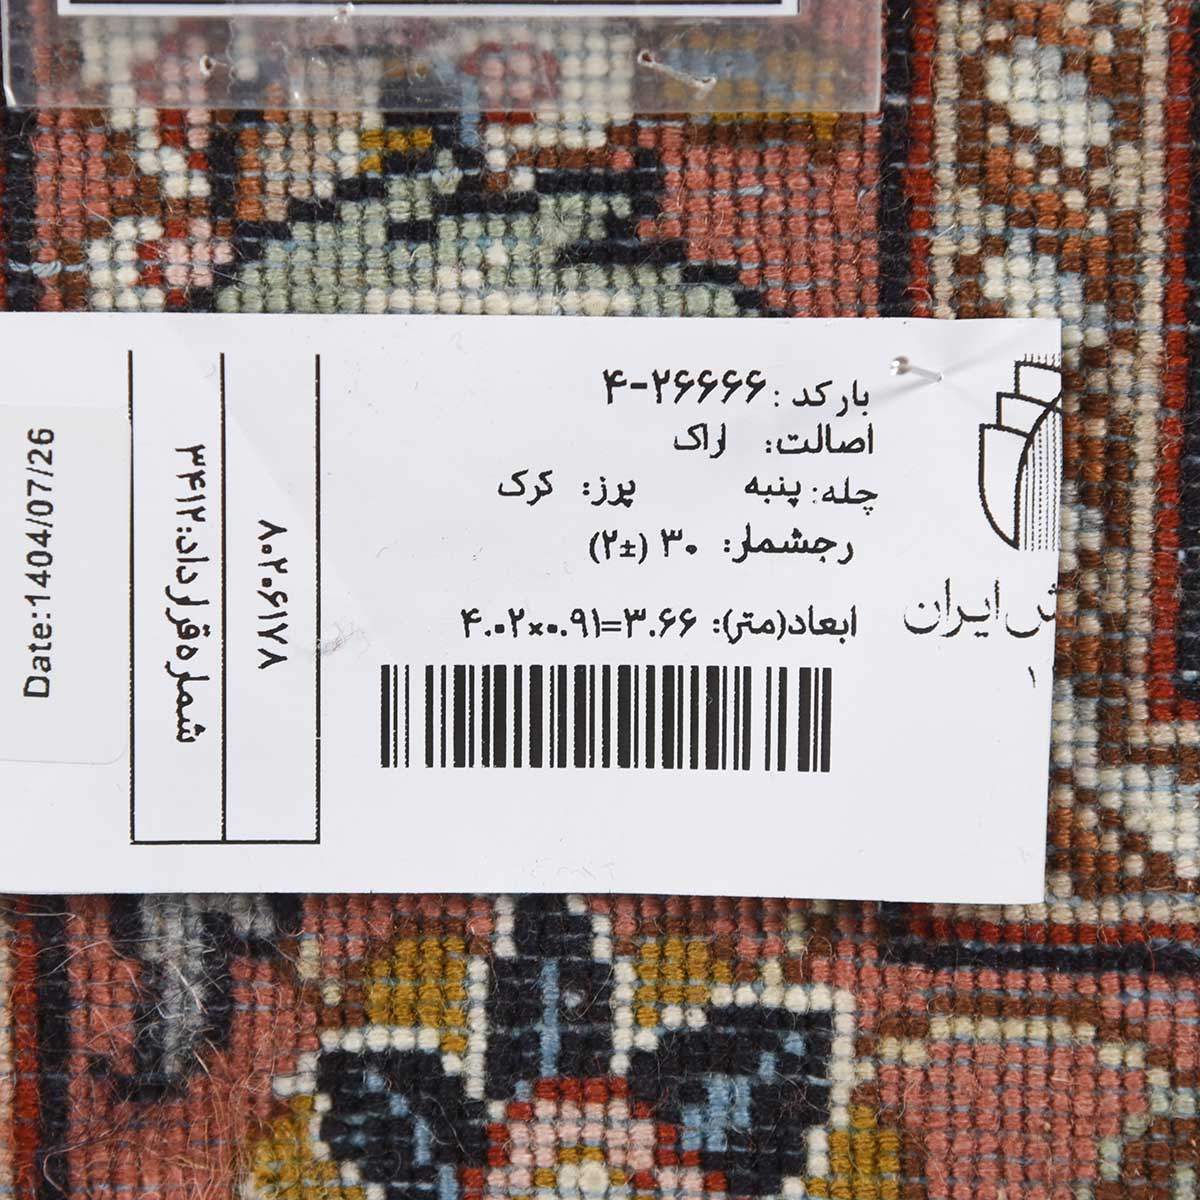 بارکد: ۴-۲۶۶۶۶
اصالت: اراک
چله: پنبه پرز: کرک
رجشمار: ۳۰ (±۲)
ابعاد(متر): ۴.۰۲×۰.۹۱=۳.۶۶
ش ایران
۱
۸۰۲۰۶۱۷۸
شماره قرارداد: ۳۴۱۲
Date:1404/07/26